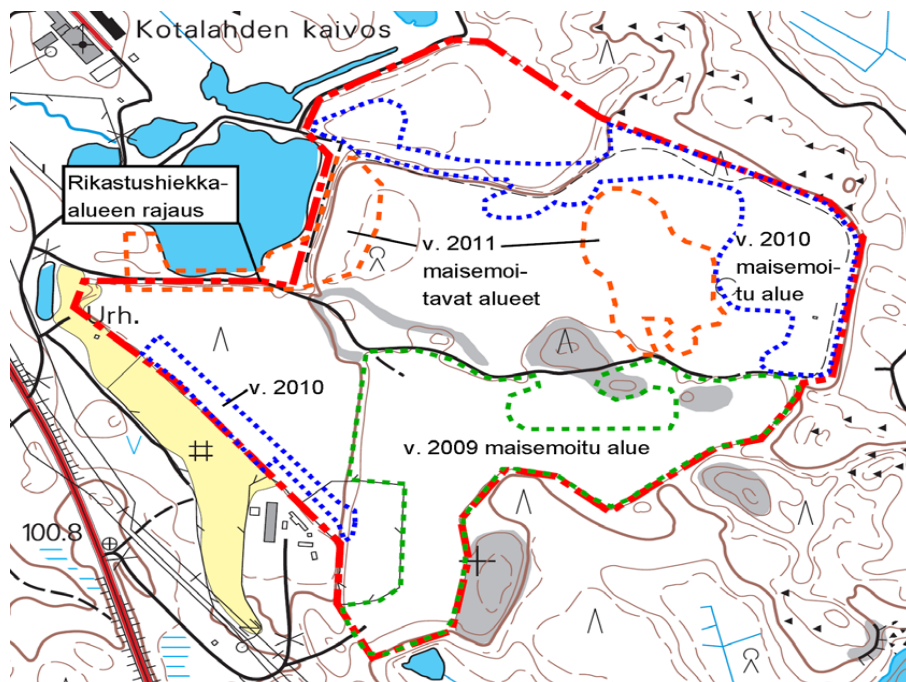 Kotalahden kaivos
Rikastushiekka-
alueen rajaus
v. 2011
maisemoi-
tavat alueet
v. 2010
maisemoi-
tu alue
Urh.
v. 2010
v. 2009 maisemoitu alue
100.8